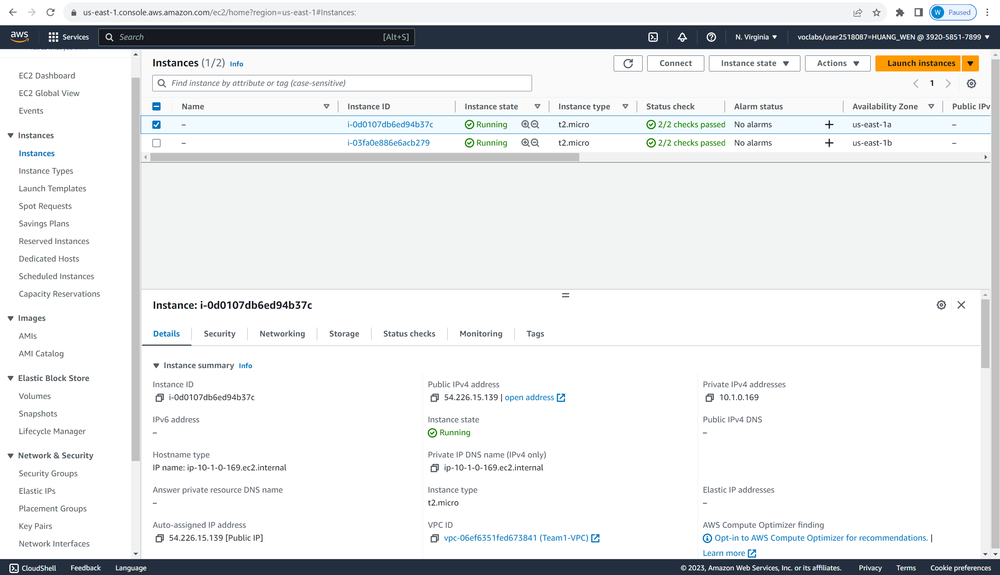 us-east-1.console.aws.amazon.com/ec2/home?region=us-east-1#Instances:
W Paused
aws Services Search [Alt+S] N. Virginia voclabs/user2518087=HUANG_WEN @ 3920-5851-7899
EC2 Dashboard
EC2 Global View
Events
Instances
Instances
Instance Types
Launch Templates
Spot Requests
Savings Plans
Reserved Instances
Dedicated Hosts
Scheduled Instances
Capacity Reservations
Images
AMIs
AMI Catalog
Elastic Block Store
Volumes
Snapshots
Lifecycle Manager
Network & Security
Security Groups
Elastic IPs
Placement Groups
Key Pairs
Network Interfaces
Instances (1/2) Info Connect Instance state Actions Launch instances
Find instance by attribute or tag (case-sensitive) 1
Name Instance ID Instance state Instance type Status check Alarm status Availability Zone Public IPv
– i-0d0107db6ed94b37c Running t2.micro 2/2 checks passed No alarms + us-east-1a –
– i-03fa0e886e6acb279 Running t2.micro 2/2 checks passed No alarms + us-east-1b –
Instance: i-0d0107db6ed94b37c
Details Security Networking Storage Status checks Monitoring Tags
Instance summary Info
Instance ID Public IPv4 address Private IPv4 addresses
i-0d0107db6ed94b37c 54.226.15.139 | open address 10.1.0.169
IPv6 address Instance state Public IPv4 DNS
– Running –
Hostname type Private IP DNS name (IPv4 only)
IP name: ip-10-1-0-169.ec2.internal ip-10-1-0-169.ec2.internal
Answer private resource DNS name Instance type Elastic IP addresses
– t2.micro –
Auto-assigned IP address VPC ID AWS Compute Optimizer finding
54.226.15.139 [Public IP] vpc-06ef6351fed673841 (Team1-VPC) Opt-in to AWS Compute Optimizer for recommendations. |
Learn more
CloudShell Feedback Language © 2023, Amazon Web Services, Inc. or its affiliates. Privacy Terms Cookie preferences